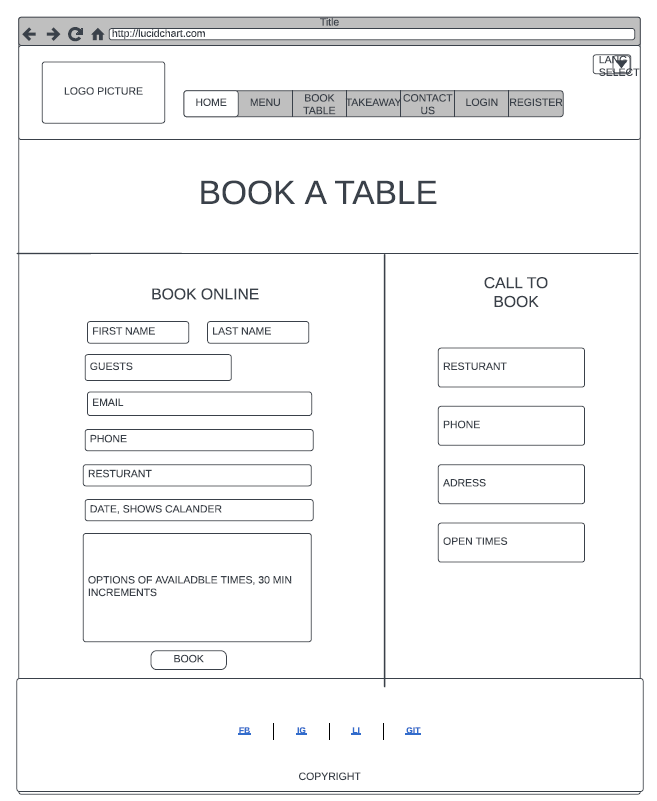 Title
http://lucidchart.com
LANG
SELECT
LOGO PICTURE
HOME
MENU
BOOK
TABLE
TAKEAWAY
CONTACT
US
LOGIN
REGISTER
BOOK A TABLE
BOOK ONLINE
FIRST NAME
LAST NAME
GUESTS
EMAIL
PHONE
RESTURANT
DATE, SHOWS CALANDER
OPTIONS OF AVAILADBLE TIMES, 30 MIN
INCREMENTS
BOOK
CALL TO
BOOK
RESTURANT
PHONE
ADRESS
OPEN TIMES
FB
IG
LI
GIT
COPYRIGHT